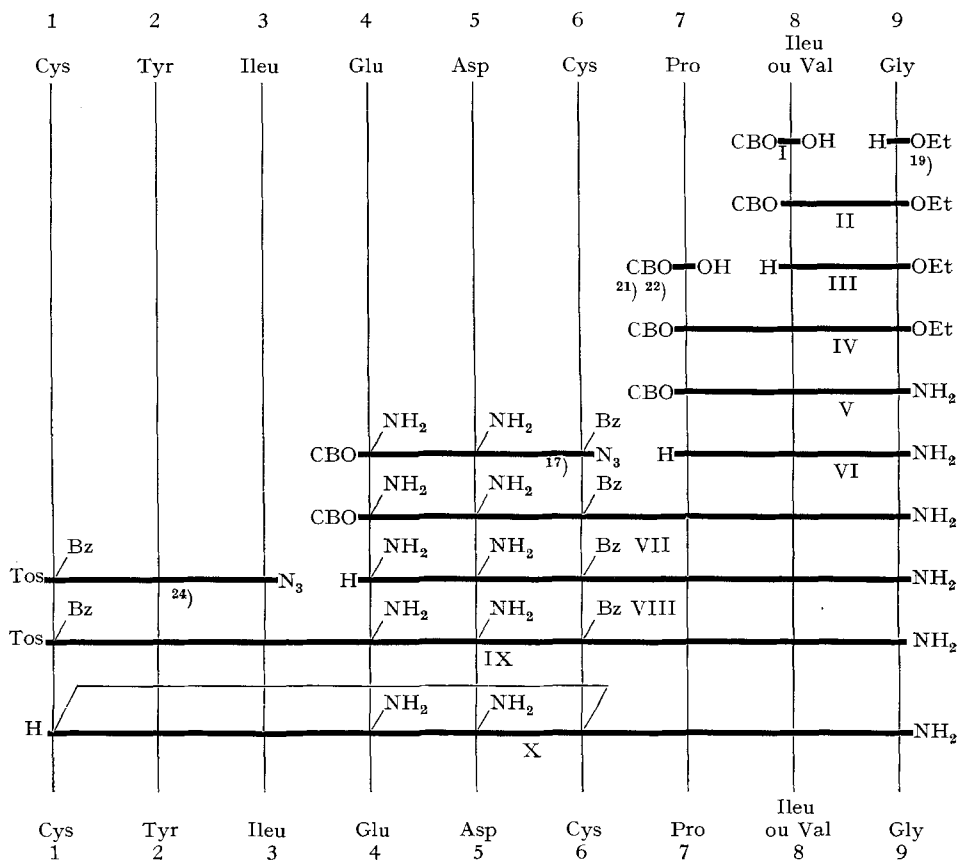 1 2 3 4 5 6 7 8 9
Cys Tyr Ileu Glu Asp Cys Pro Ileu ou Val Gly
CBO OH H OEt
I 19)
CBO OEt
II
CBO OH H OEt
21) 22) III
CBO OEt
IV
CBO NH₂
V
NH₂ NH₂ Bz
CBO 17) N₃ H NH₂
VI
NH₂ NH₂ Bz
CBO NH₂
Bz NH₂ NH₂ Bz VII
Tos N₃ H NH₂
24)
Bz NH₂ NH₂ Bz VIII
Tos NH₂
IX
NH₂ NH₂
H NH₂
X
Cys Tyr Ileu Glu Asp Cys Pro Ileu ou Val Gly
1 2 3 4 5 6 7 8 9